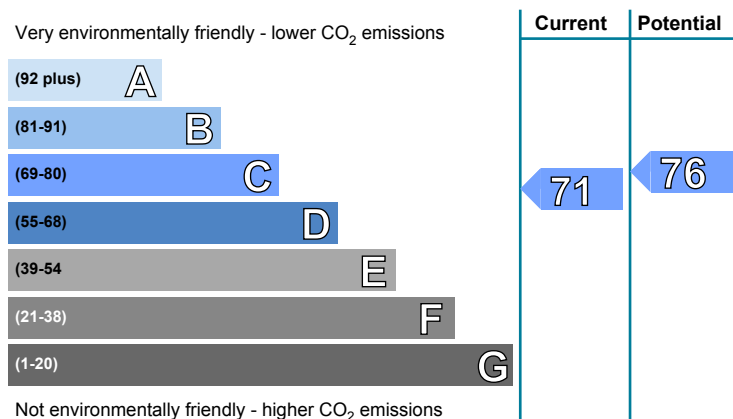 Very environmentally friendly - lower CO2 emissions
Current
Potential
(92 plus) A
(81-91) B
(69-80) C
(55-68) D
(39-54 E
(21-38) F
(1-20) G
71
76
Not environmentally friendly - higher CO2 emissions